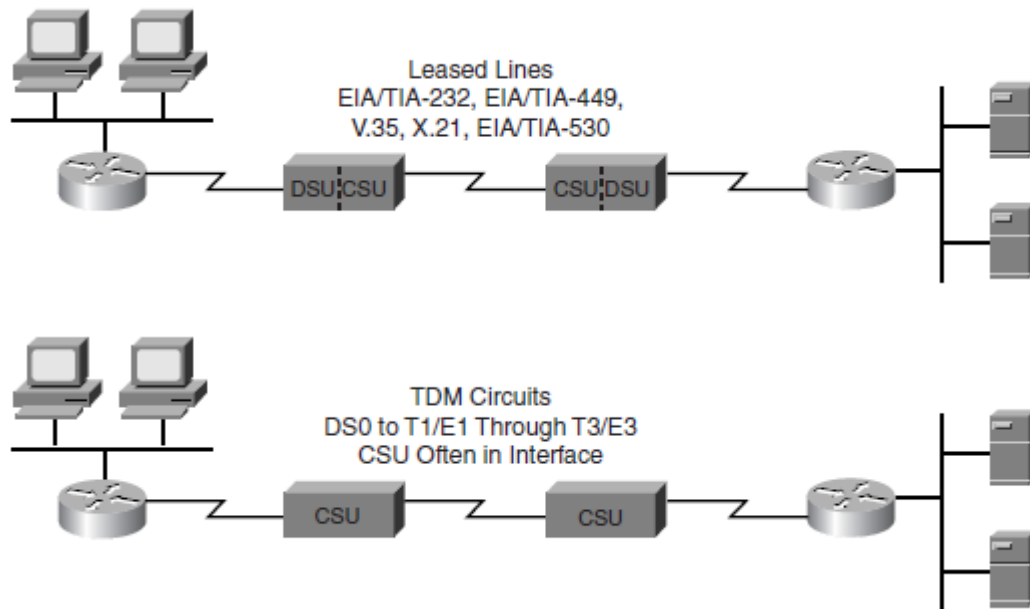 Leased Lines
EIA/TIA-232, EIA/TIA-449,
V.35, X.21, EIA/TIA-530
DSU CSU
CSU DSU
TDM Circuits
DS0 to T1/E1 Through T3/E3
CSU Often in Interface
CSU
CSU